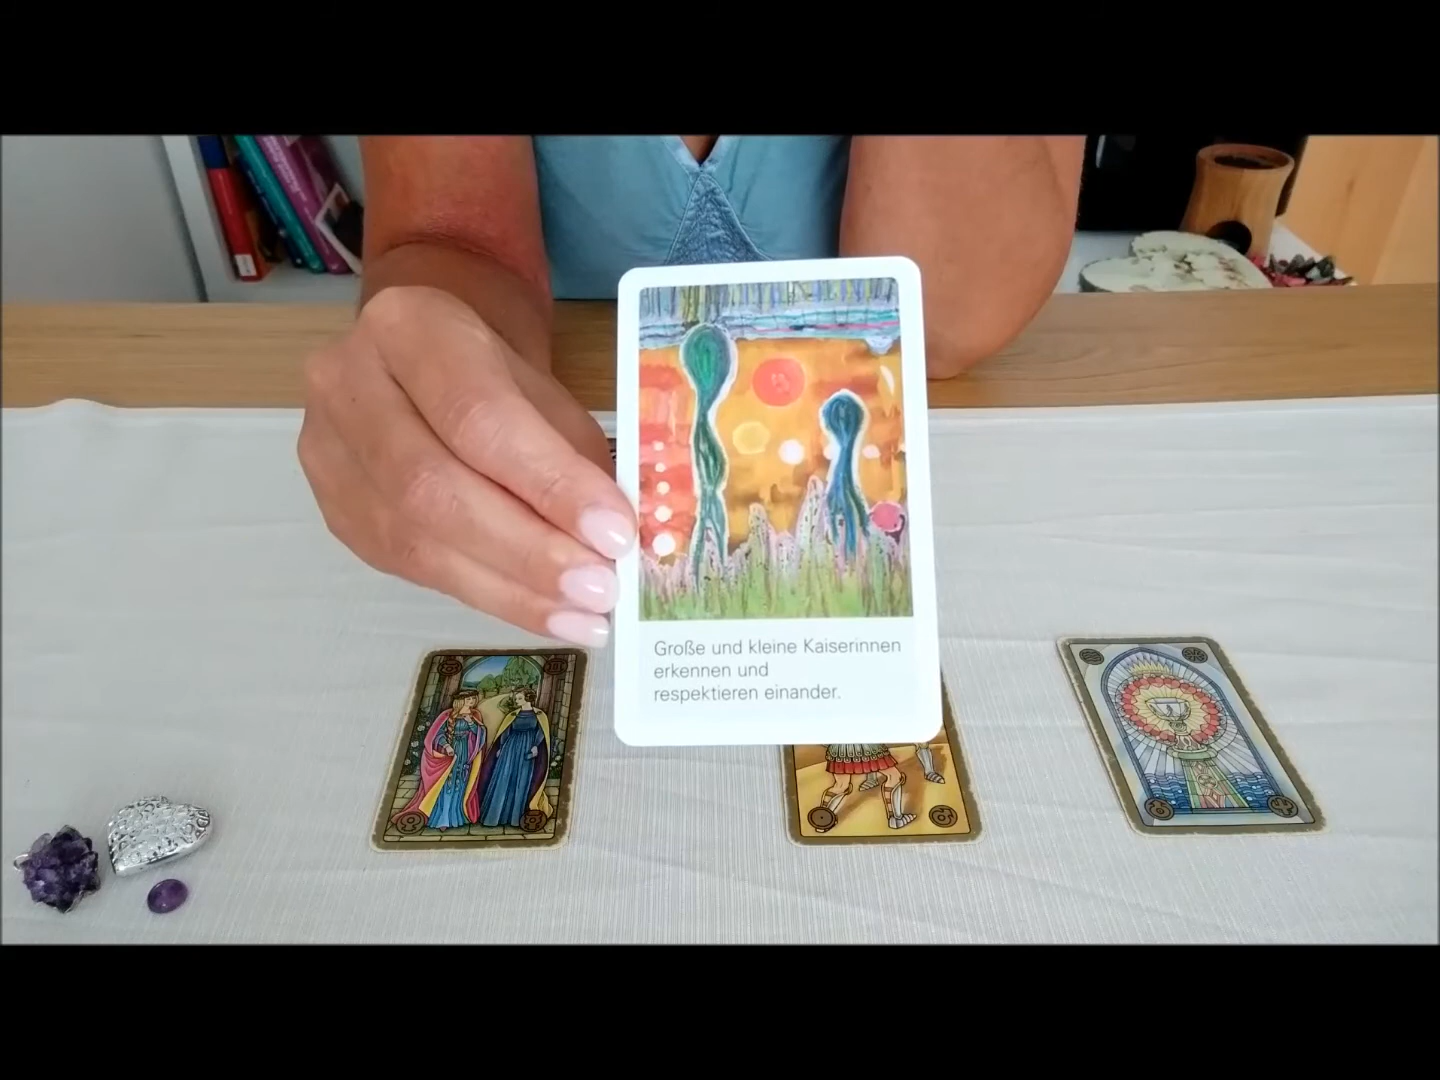 Große und kleine Kaiserinnen
erkennen und
respektieren einander.